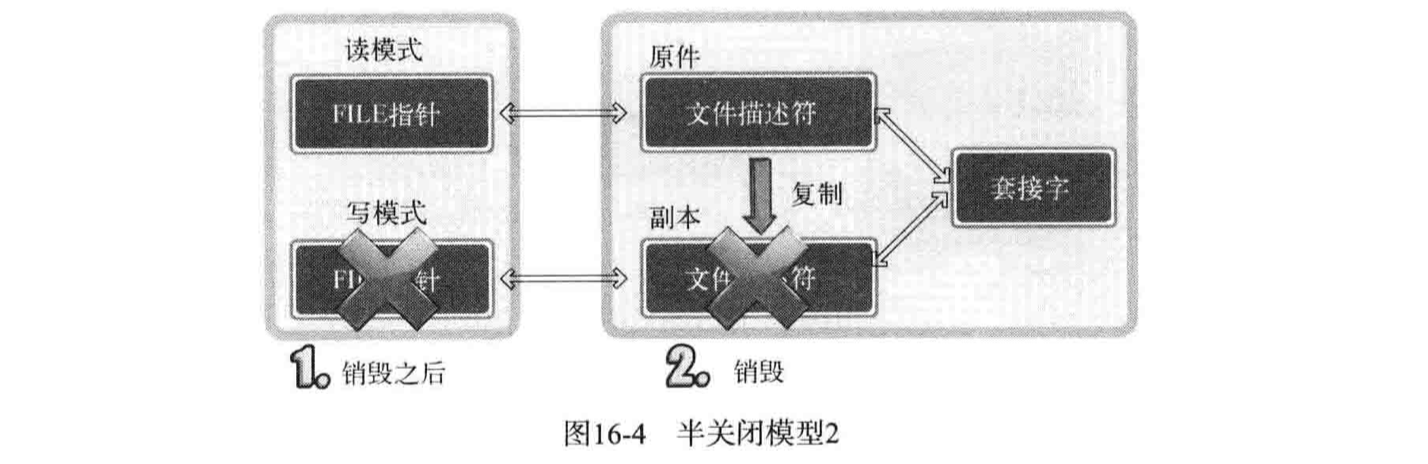 读模式
原件
FILE指针
文件描述符
套接字
复制
写模式
副本
FI 针
文件 符
1. 销毁之后
2. 销毁
图16-4 半关闭模型2